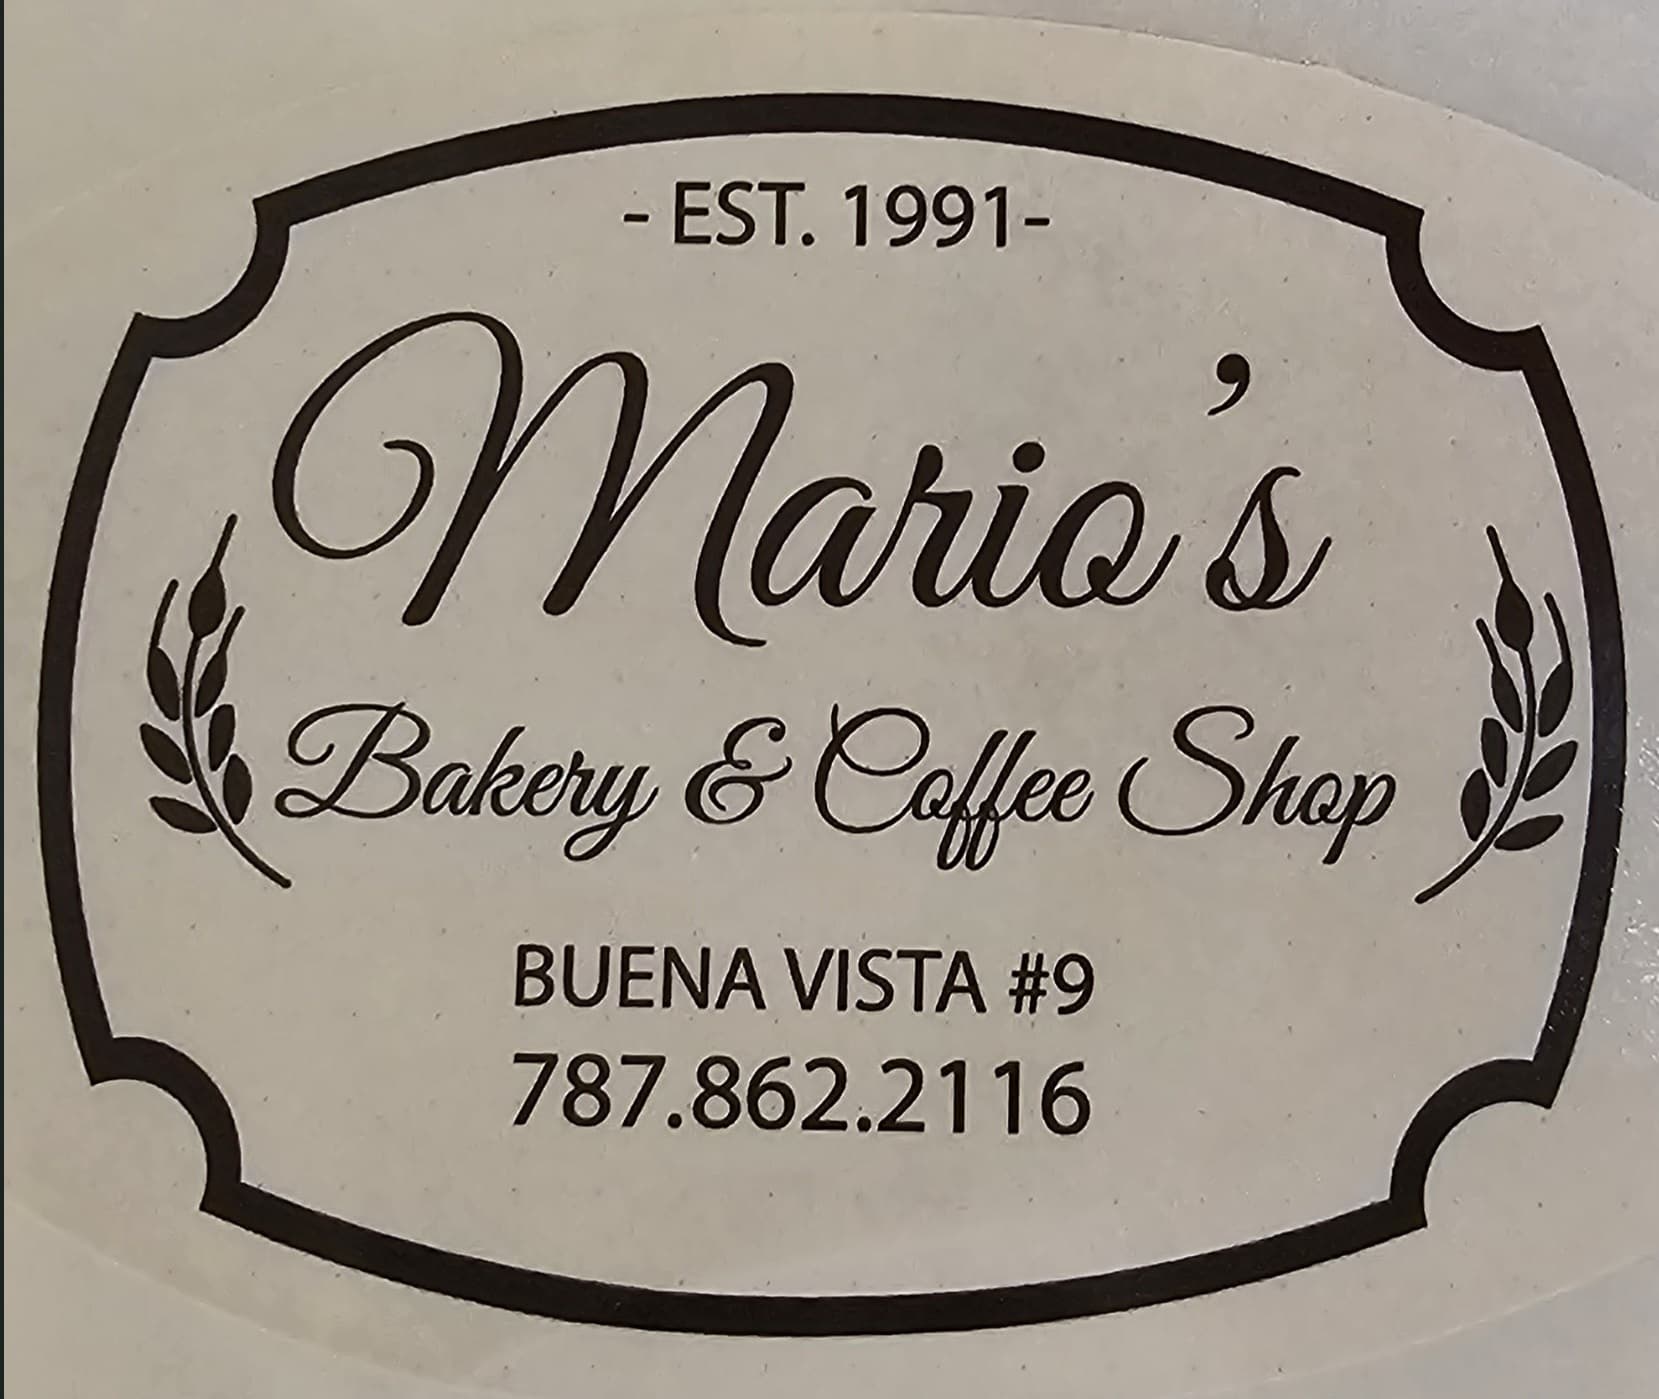 - EST. 1991-
Mario's
Bakery & Coffee Shop
BUENA VISTA #9
787.862.2116